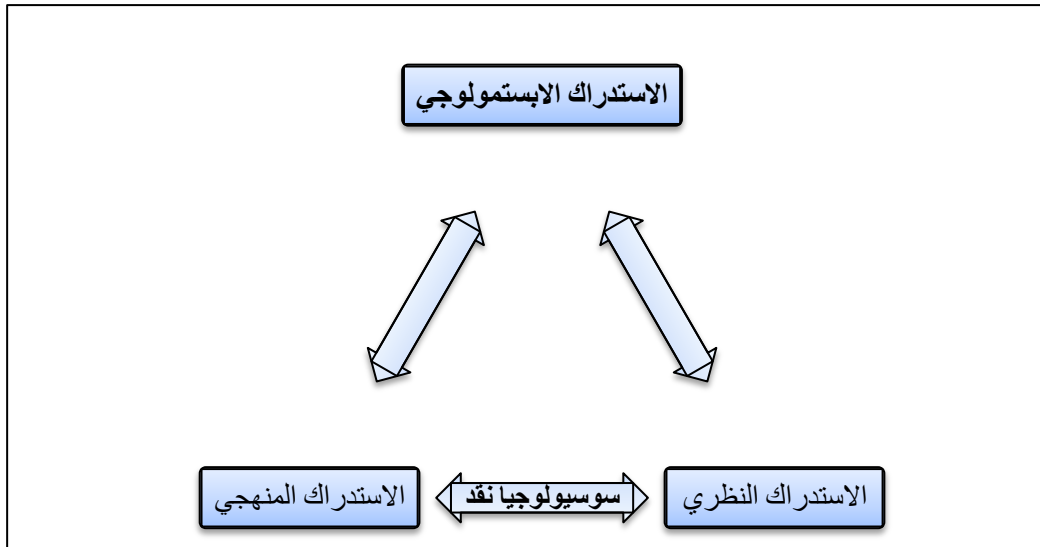 الاستدراك الابستمولوجي
الاستدراك النظري
سوسيولوجيا نقد
الاستدراك المنهجي